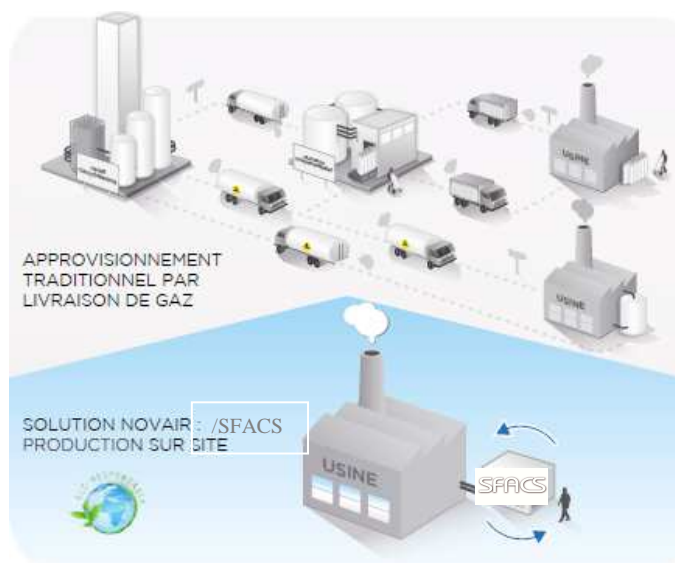 USINE
APPROVISIONNEMENT
TRADITIONNEL PAR
LIVRAISON DE GAZ
USINE
SOLUTION NOVAIR : /SFACS
PRODUCTION SUR SITE
USINE
SFACS